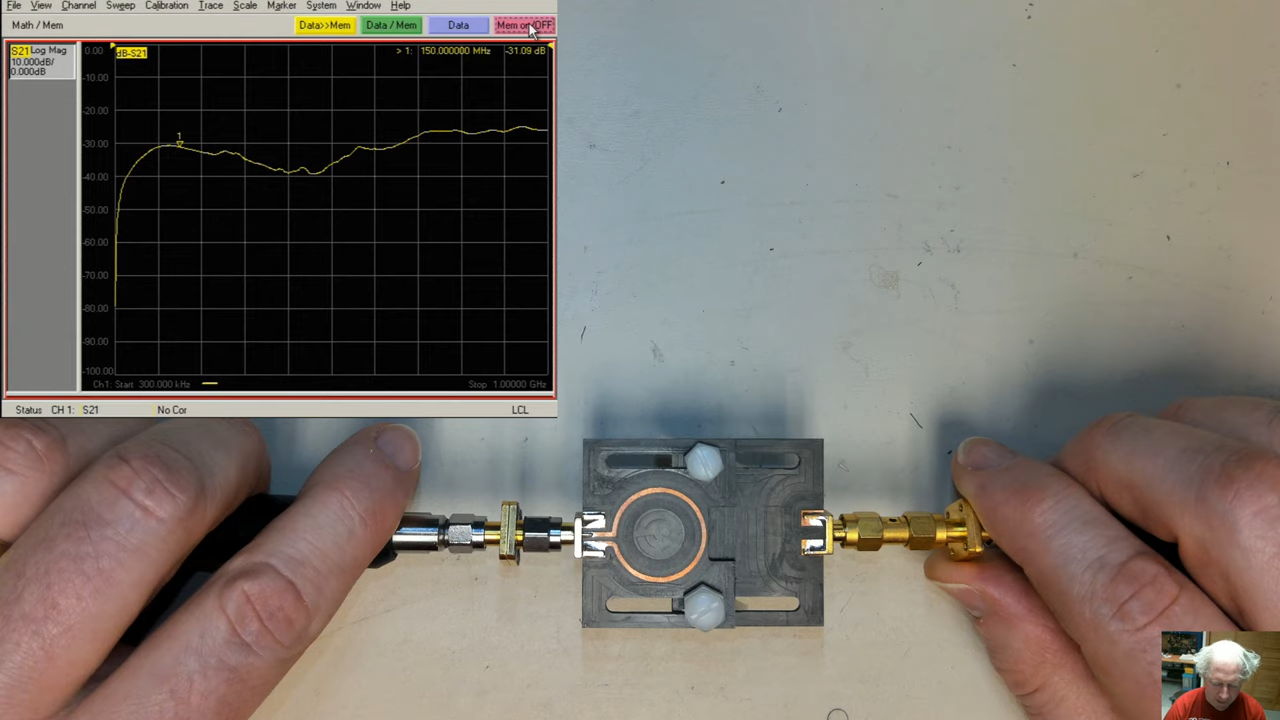 File View Channel Sweep Calibration Trace Scale Marker System Window Help
Math / Mem Data>>Mem Data / Mem Data Mem on/OFF
S21 Log Mag
10.000dB/
0.000dB
0.00 dB-S21 > 1: 150.000000 MHz -31.09 dB
-10.00
-20.00
1
-30.00
-40.00
-50.00
-60.00
-70.00
-80.00
-90.00
-100.00
Ch1: Start 300.000 kHz Stop 1.00000 GHz
Status CH 1: S21 No Cor LCL